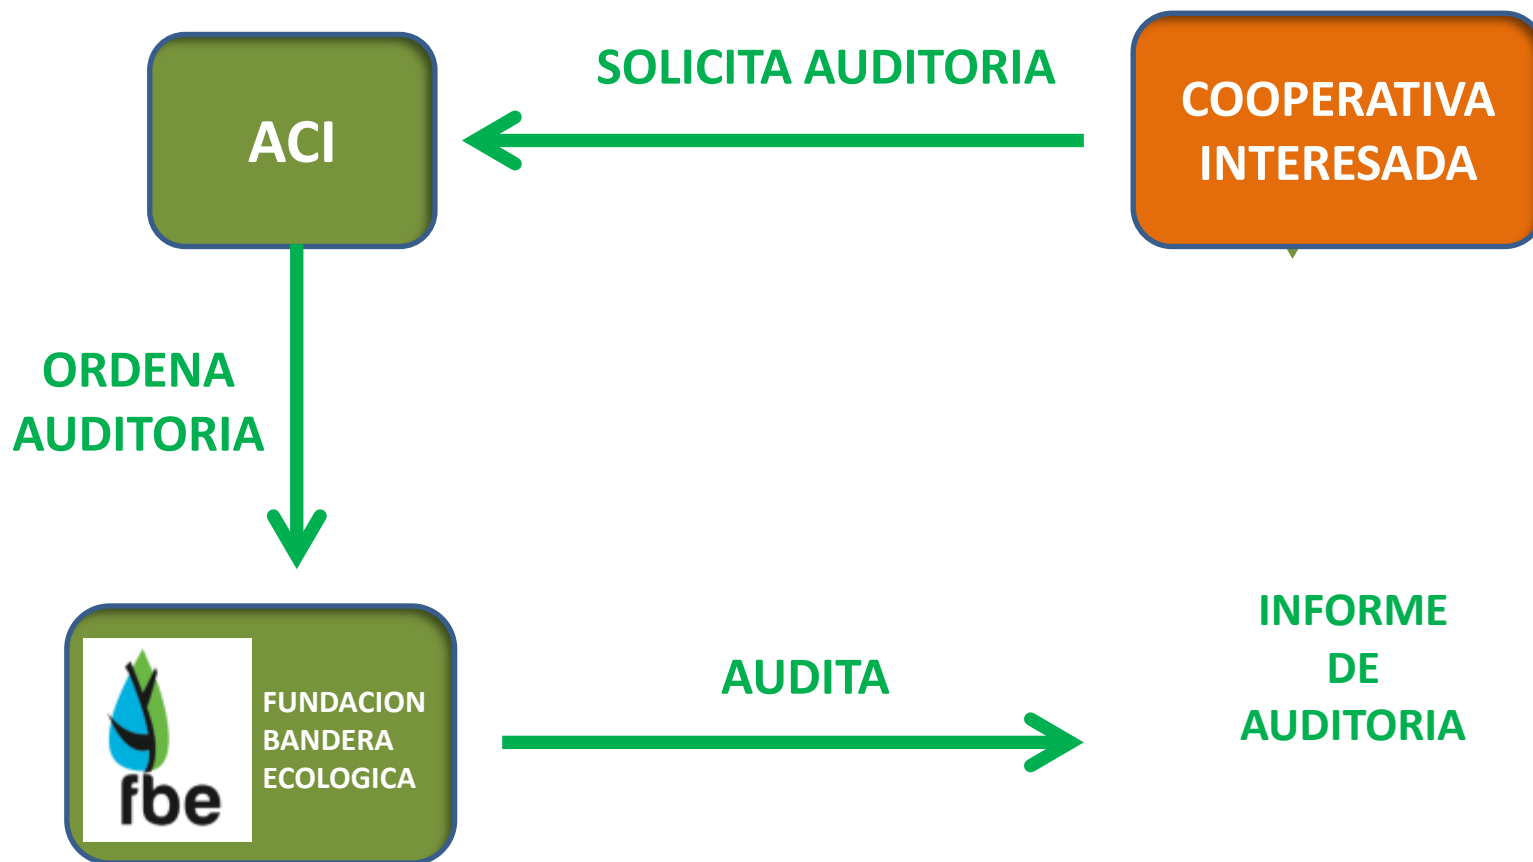 SOLICITA AUDITORIA
ACI
COOPERATIVA
INTERESADA
ORDENA
AUDITORIA
fbe
FUNDACION
BANDERA
ECOLOGICA
AUDITA
INFORME
DE
AUDITORIA